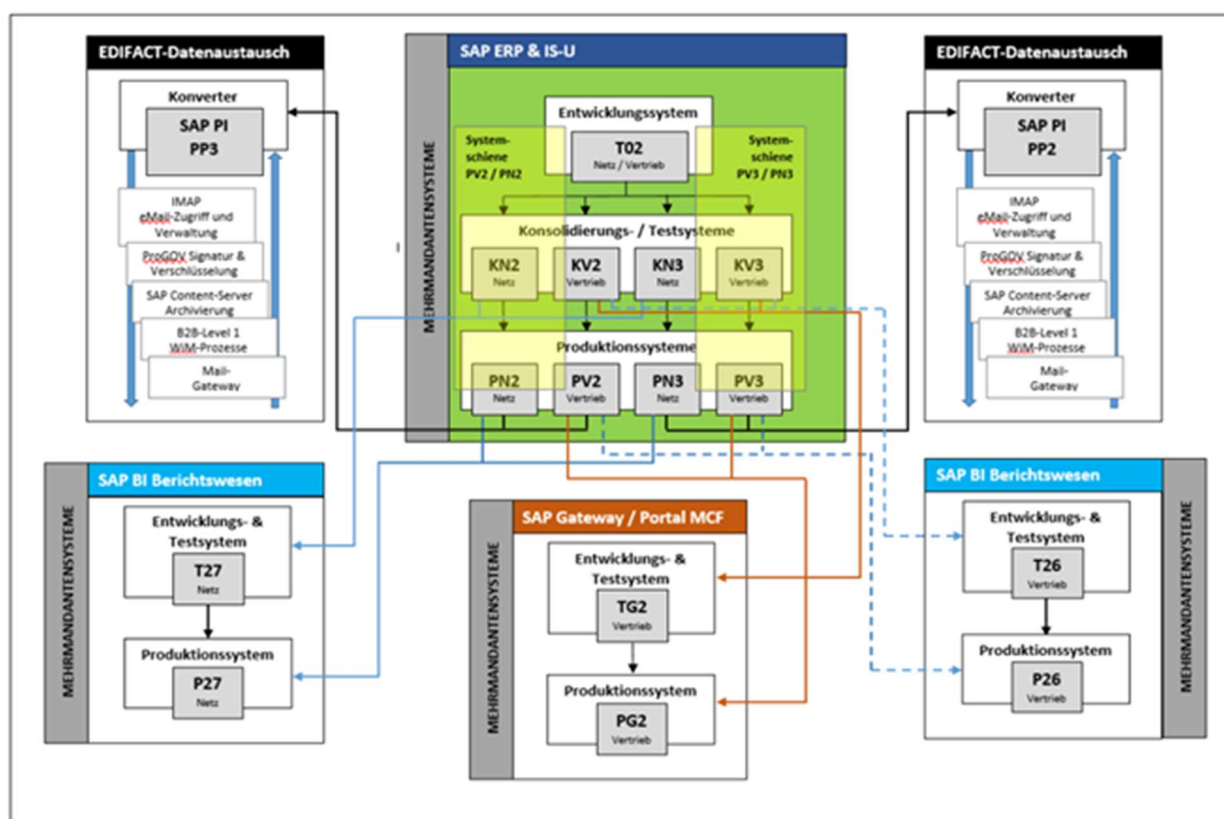 EDIFACT-Datenaustausch
Konverter
SAP PI
PP3
IMAP
eMail-Zugriff und
Verwaltung
ProGOV Signatur &
Verschlüsselung
SAP Content-Server
Archivierung
B2B-Level 1
WiM-Prozesse
Mail-
Gateway
MEHRMANDANTENSYSTEME
SAP ERP & IS-U
Entwicklungssystem
T02
Netz / Vertrieb
System-
schiene
PV2 / PN2
System-
schiene
PV3 / PN3
Konsolidierungs- / Testsysteme
KN2
Netz
KV2
Vertrieb
KN3
Netz
KV3
Vertrieb
Produktionssysteme
PN2
Netz
PV2
Vertrieb
PN3
Netz
PV3
Vertrieb
EDIFACT-Datenaustausch
Konverter
SAP PI
PP2
IMAP
eMail-Zugriff und
Verwaltung
ProGOV Signatur &
Verschlüsselung
SAP Content-Server
Archivierung
B2B-Level 1
WiM-Prozesse
Mail-
Gateway
MEHRMANDANTENSYSTEME
SAP BI Berichtswesen
Entwicklungs- &
Testsystem
T27
Netz
Produktionssystem
P27
Netz
MEHRMANDANTENSYSTEME
SAP Gateway / Portal MCF
Entwicklungs- &
Testsystem
TG2
Vertrieb
Produktionssystem
PG2
Vertrieb
SAP BI Berichtswesen
Entwicklungs- &
Testsystem
T26
Vertrieb
Produktionssystem
P26
Vertrieb
MEHRMANDANTENSYSTEME